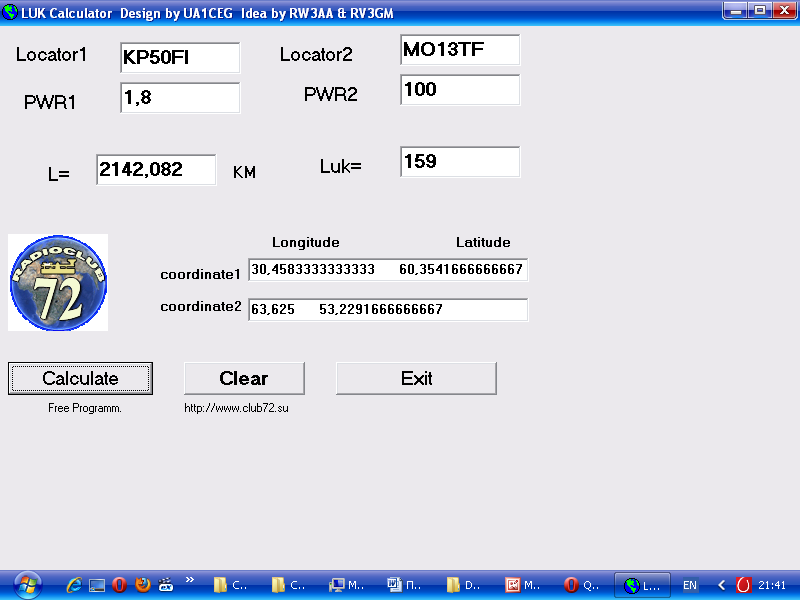 LUK Calculator Design by UA1CEG Idea by RW3AA & RV3GM
Locator1 KP50FI Locator2 MO13TF
PWR1 1,8 PWR2 100
L= 2142,082 KM Luk= 159
RADIOCLUB
72
Longitude Latitude
coordinate1 30,4583333333333 60,3541666666667
coordinate2 63,625 53,2291666666667
Calculate Clear Exit
Free Programm. http://www.club72.su
» C.. C.. M.. П.. D.. M.. Q.. L... EN 21:41